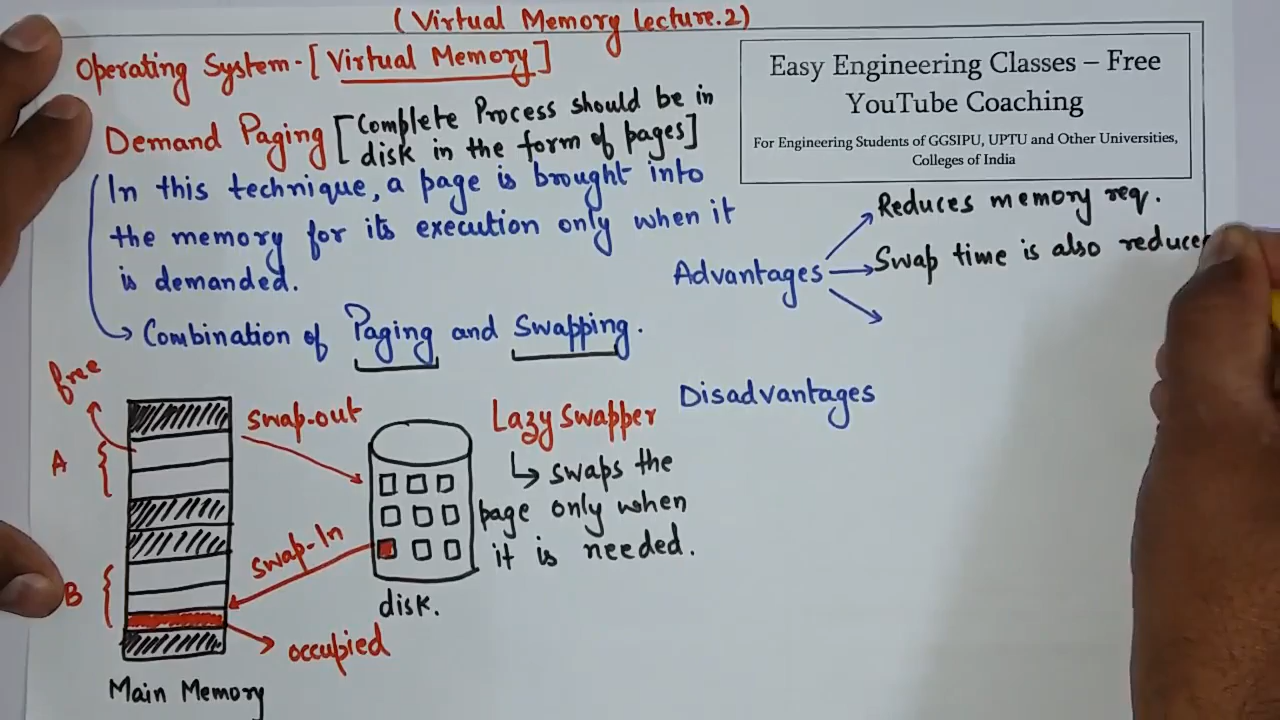 (Virtual Memory lecture.2)
Operating System-[Virtual Memory]
Easy Engineering Classes – Free
YouTube Coaching
For Engineering Students of GGSIPU, UPTU and Other Universities,
Colleges of India
Demand Paging [Complete Process should be in
disk in the form of pages]
In this technique, a page is brought into
the memory for its execution only when it
is demanded.
Combination of Paging and Swapping.
Advantages
Reduces memory req.
Swap time is also reduce
Disadvantages
free
A
B
swap-out
swap-In
occupied
Main Memory
disk.
Lazy Swapper
swaps the
page only when
it is needed.